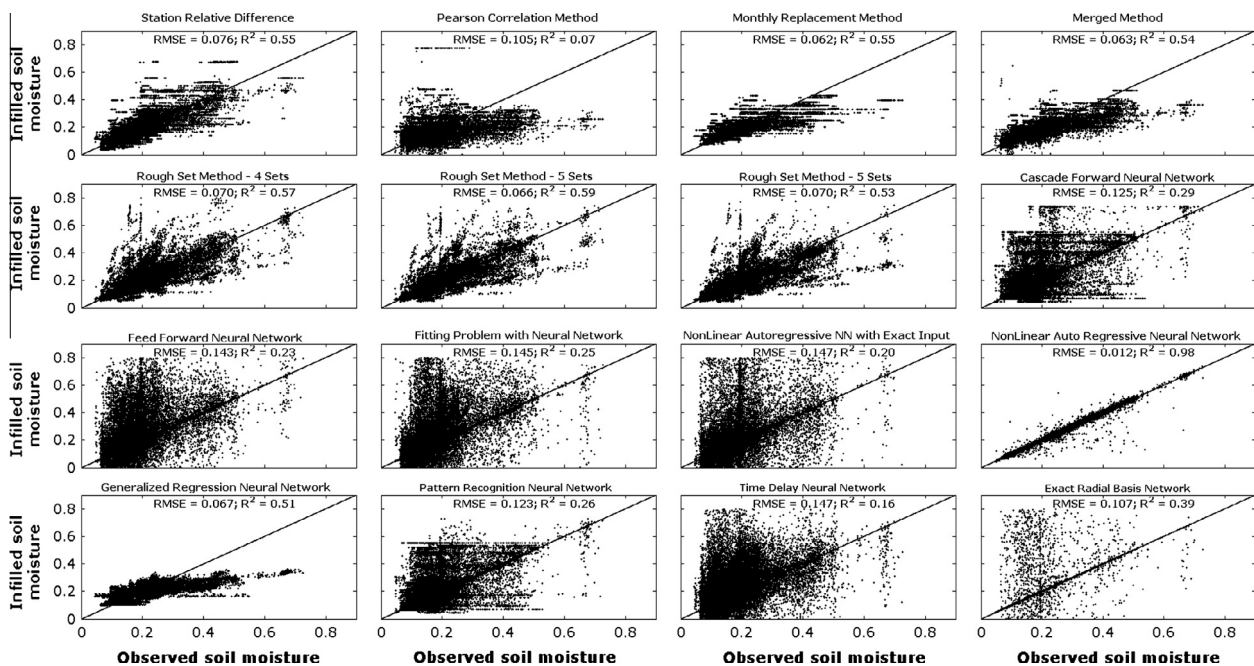 Station Relative Difference
RMSE = 0.076; R² = 0.55
Pearson Correlation Method
RMSE = 0.105; R² = 0.07
Monthly Replacement Method
RMSE = 0.062; R² = 0.55
Merged Method
RMSE = 0.063; R² = 0.54
Infilled soil
moisture
0.8
0.6
0.4
0.2
0
Rough Set Method - 4 Sets
RMSE = 0.070; R² = 0.57
Rough Set Method - 5 Sets
RMSE = 0.066; R² = 0.59
Rough Set Method - 5 Sets
RMSE = 0.070; R² = 0.53
Cascade Forward Neural Network
RMSE = 0.125; R² = 0.29
Infilled soil
moisture
0.8
0.6
0.4
0.2
0
Feed Forward Neural Network
RMSE = 0.143; R² = 0.23
Fitting Problem with Neural Network
RMSE = 0.145; R² = 0.25
NonLinear Autoregressive NN with Exact Input
RMSE = 0.147; R² = 0.20
NonLinear Auto Regressive Neural Network
RMSE = 0.012; R² = 0.98
Infilled soil
moisture
0.8
0.6
0.4
0.2
0
Generalized Regression Neural Network
RMSE = 0.067; R² = 0.51
Pattern Recognition Neural Network
RMSE = 0.123; R² = 0.26
Time Delay Neural Network
RMSE = 0.147; R² = 0.16
Exact Radial Basis Network
RMSE = 0.107; R² = 0.39
Infilled soil
moisture
0.8
0.6
0.4
0.2
0
0 0.2 0.4 0.6 0.8
0 0.2 0.4 0.6 0.8
0 0.2 0.4 0.6 0.8
0 0.2 0.4 0.6 0.8
Observed soil moisture
Observed soil moisture
Observed soil moisture
Observed soil moisture